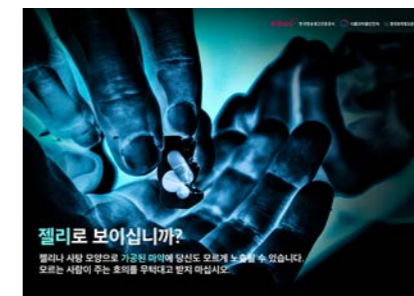 젤리로 보이십니까?
젤리나 사탕 모양으로 가공된 마약에 당신도 모르게 노출될 수 있습니다.
모르는 사람이 주는 호의를 무턱대고 받지 마십시오.